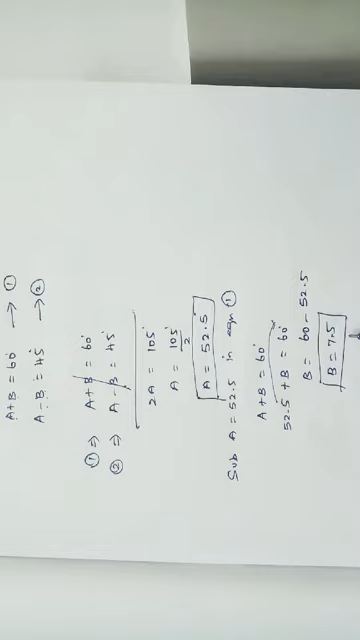 A+B = 60° → ①
A-B = 45° → ②
① ⇒ A+B = 60°
② ⇒ A-B = 45°
2A = 105°
A = 105°/2
A = 52.5°
Sub A = 52.5 in eqn ①
A+B = 60°
52.5 + B = 60°
B = 60 - 52.5
B = 7.5°